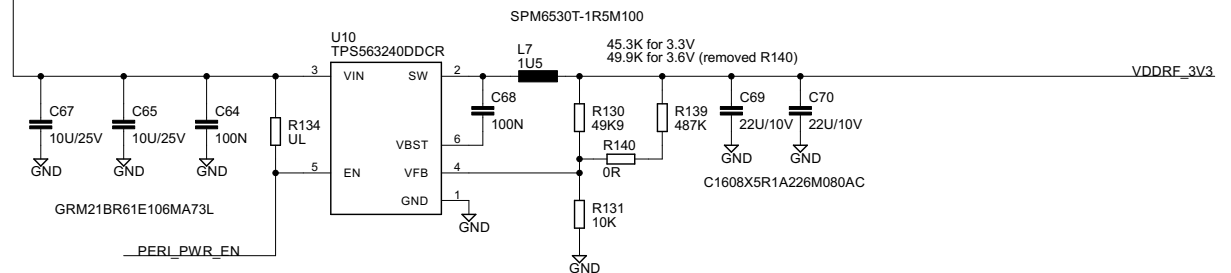 SPM6530T-1R5M100
U10
TPS563240DDCR
L7
1U5
45.3K for 3.3V
49.9K for 3.6V (removed R140)
3
VIN
SW
2
VDDRF_3V3
C67
10U/25V
GND
C65
10U/25V
GND
C64
100N
GND
R134
UL
C68
100N
VBST
6
R130
49K9
R139
487K
R140
0R
C69
22U/10V
GND
C70
22U/10V
GND
5
EN
VFB
4
GND
1
GND
C1608X5R1A226M080AC
GRM21BR61E106MA73L
R131
10K
GND
PERI_PWR_EN